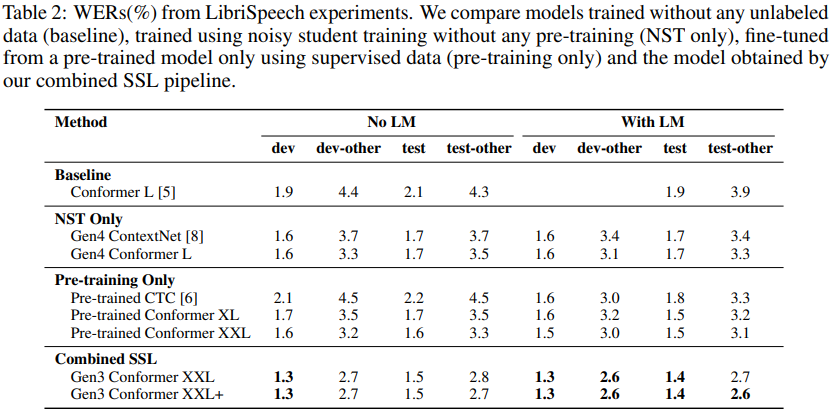 Table 2: WERs(%) from LibriSpeech experiments. We compare models trained without any unlabeled
data (baseline), trained using noisy student training without any pre-training (NST only), fine-tuned
from a pre-trained model only using supervised data (pre-training only) and the model obtained by
our combined SSL pipeline.
Method No LM With LM
dev dev-other test test-other dev dev-other test test-other
Baseline
Conformer L [5] 1.9 4.4 2.1 4.3 1.9 3.9
NST Only
Gen4 ContextNet [8] 1.6 3.7 1.7 3.7 1.6 3.4 1.7 3.4
Gen4 Conformer L 1.6 3.3 1.7 3.5 1.6 3.1 1.7 3.3
Pre-training Only
Pre-trained CTC [6] 2.1 4.5 2.2 4.5 1.6 3.0 1.8 3.3
Pre-trained Conformer XL 1.7 3.5 1.7 3.5 1.6 3.2 1.5 3.2
Pre-trained Conformer XXL 1.6 3.2 1.6 3.3 1.5 3.0 1.5 3.1
Combined SSL
Gen3 Conformer XXL 1.3 2.7 1.5 2.8 1.3 2.6 1.4 2.7
Gen3 Conformer XXL+ 1.3 2.7 1.5 2.7 1.3 2.6 1.4 2.6